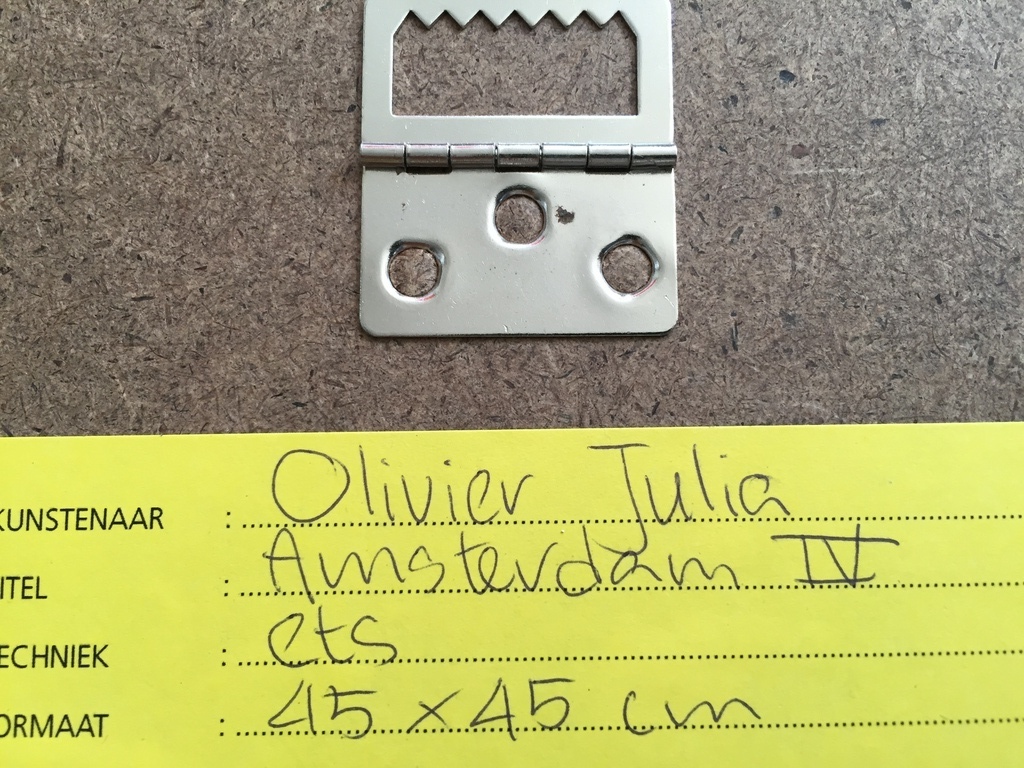 KUNSTENAAR : Olivier Julia
ITEL : Amsterdam IV
ECHNIEK : ets
ORMAAT : 45 x 45 cm